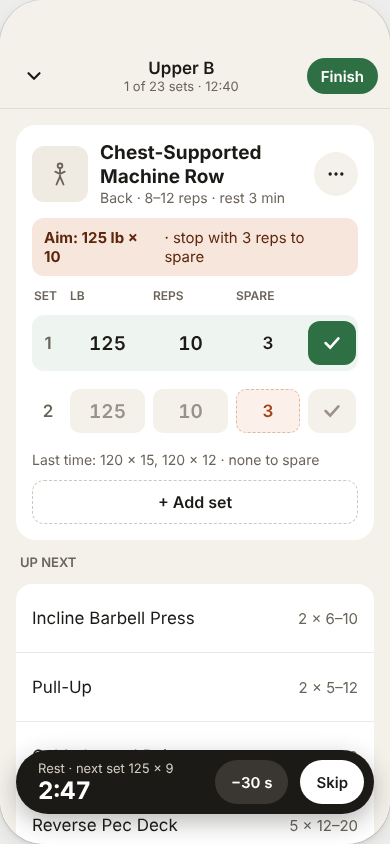 Upper B
1 of 23 sets · 12:40
Finish
Chest-Supported
Machine Row
Back · 8–12 reps · rest 3 min
Aim: 125 lb × 10 · stop with 3 reps to spare
SET LB REPS SPARE
1 125 10 3
2 125 10 3
Last time: 120 × 15, 120 × 12 · none to spare
+ Add set
UP NEXT
Incline Barbell Press 2 × 6–10
Pull-Up 2 × 5–12
Rest · next set 125 × 9
2:47
−30 s
Skip
Reverse Pec Deck 5 × 12–20